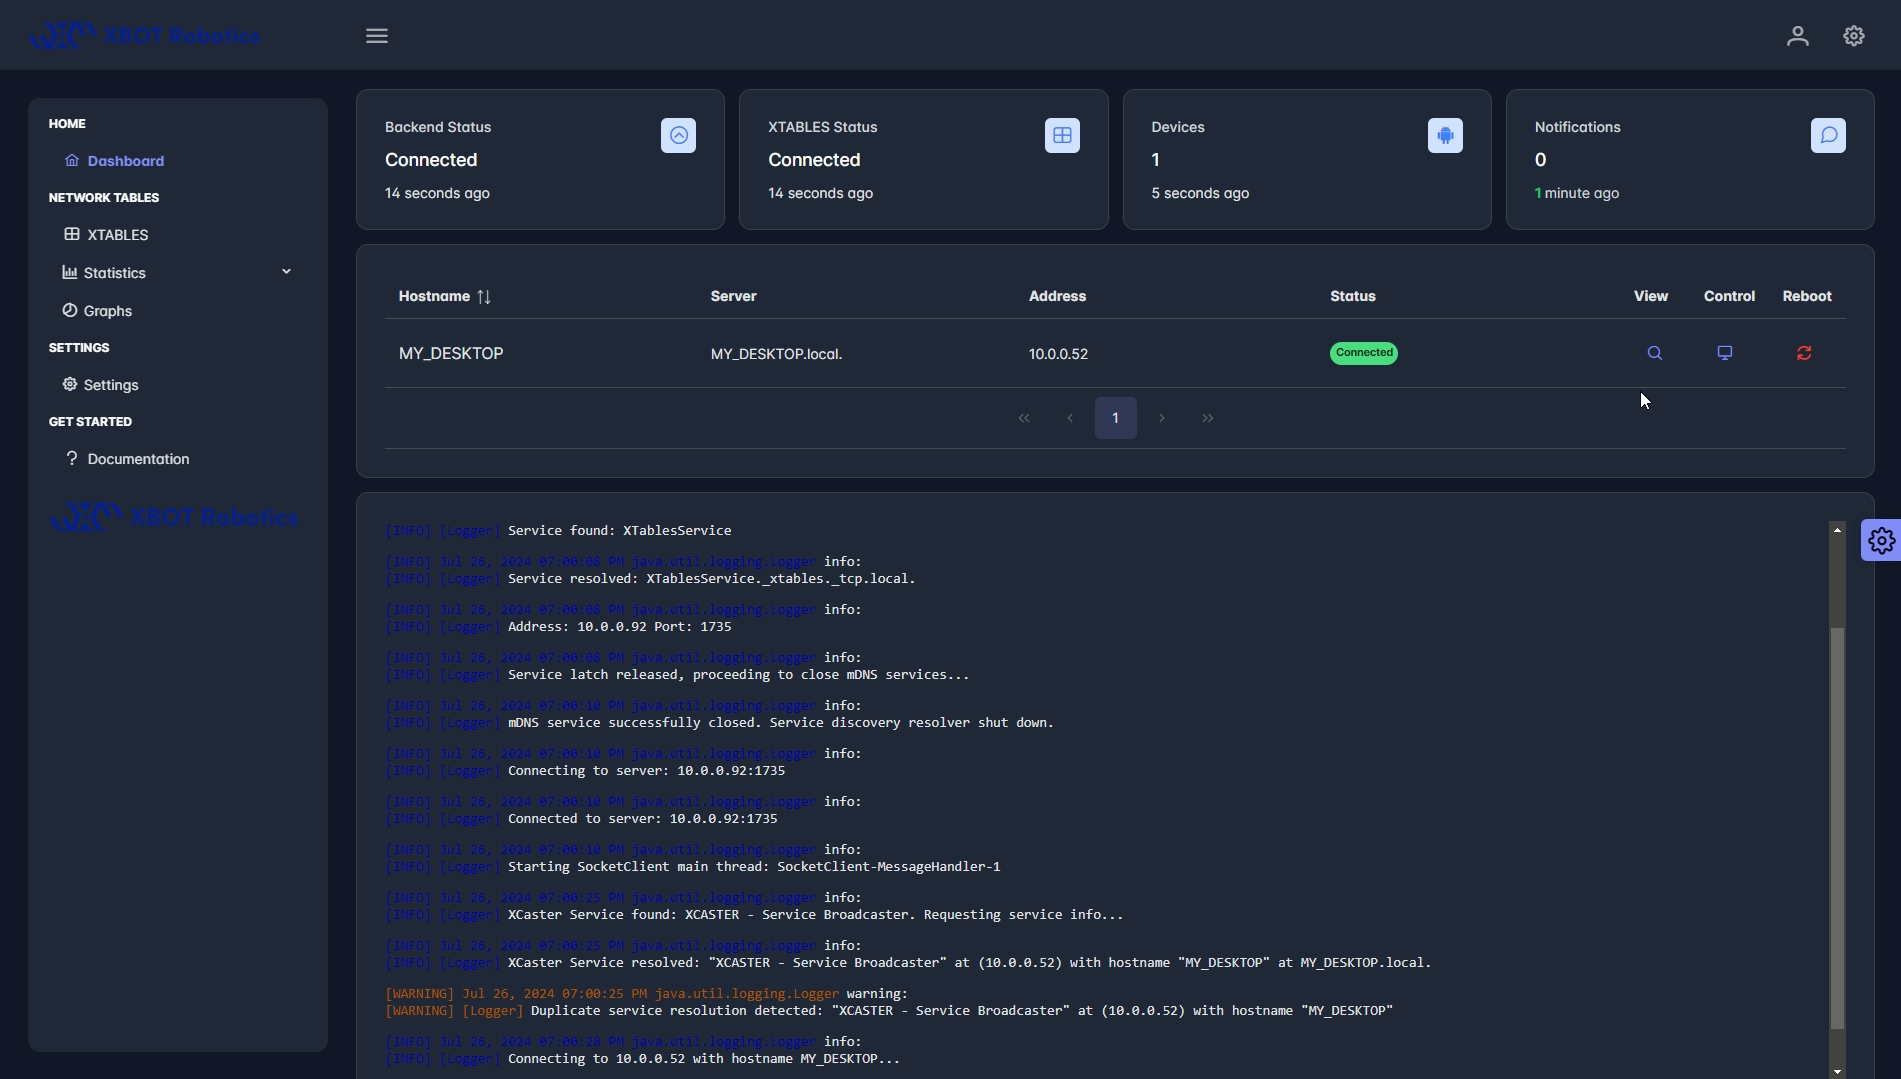 XBOT Robotics
HOME
Dashboard
NETWORK TABLES
XTABLES
Statistics
Graphs
SETTINGS
Settings
GET STARTED
Documentation
XBOT Robotics
Backend Status
Connected
14 seconds ago
XTABLES Status
Connected
14 seconds ago
Devices
1
5 seconds ago
Notifications
0
1 minute ago
Hostname Server Address Status View Control Reboot
MY_DESKTOP MY_DESKTOP.local. 10.0.0.52 Connected
« ‹ 1 › »
[INFO] [Logger] Service found: XTablesService
[INFO] Jul 26, 2024 07:00:08 PM java.util.logging.Logger info:
[INFO] [Logger] Service resolved: XTablesService._xtables._tcp.local.
[INFO] Jul 26, 2024 07:00:08 PM java.util.logging.Logger info:
[INFO] [Logger] Address: 10.0.0.92 Port: 1735
[INFO] Jul 26, 2024 07:00:08 PM java.util.logging.Logger info:
[INFO] [Logger] Service latch released, proceeding to close mDNS services...
[INFO] Jul 26, 2024 07:00:10 PM java.util.logging.Logger info:
[INFO] [Logger] mDNS service successfully closed. Service discovery resolver shut down.
[INFO] Jul 26, 2024 07:00:10 PM java.util.logging.Logger info:
[INFO] [Logger] Connecting to server: 10.0.0.92:1735
[INFO] Jul 26, 2024 07:00:10 PM java.util.logging.Logger info:
[INFO] [Logger] Connected to server: 10.0.0.92:1735
[INFO] Jul 26, 2024 07:00:10 PM java.util.logging.Logger info:
[INFO] [Logger] Starting SocketClient main thread: SocketClient-MessageHandler-1
[INFO] Jul 26, 2024 07:00:25 PM java.util.logging.Logger info:
[INFO] [Logger] XCaster Service found: XCASTER - Service Broadcaster. Requesting service info...
[INFO] Jul 26, 2024 07:00:25 PM java.util.logging.Logger info:
[INFO] [Logger] XCaster Service resolved: "XCASTER - Service Broadcaster" at (10.0.0.52) with hostname "MY_DESKTOP" at MY_DESKTOP.local.
[WARNING] Jul 26, 2024 07:00:25 PM java.util.logging.Logger warning:
[WARNING] [Logger] Duplicate service resolution detected: "XCASTER - Service Broadcaster" at (10.0.0.52) with hostname "MY_DESKTOP"
[INFO] Jul 26, 2024 07:00:28 PM java.util.logging.Logger info:
[INFO] [Logger] Connecting to 10.0.0.52 with hostname MY_DESKTOP...